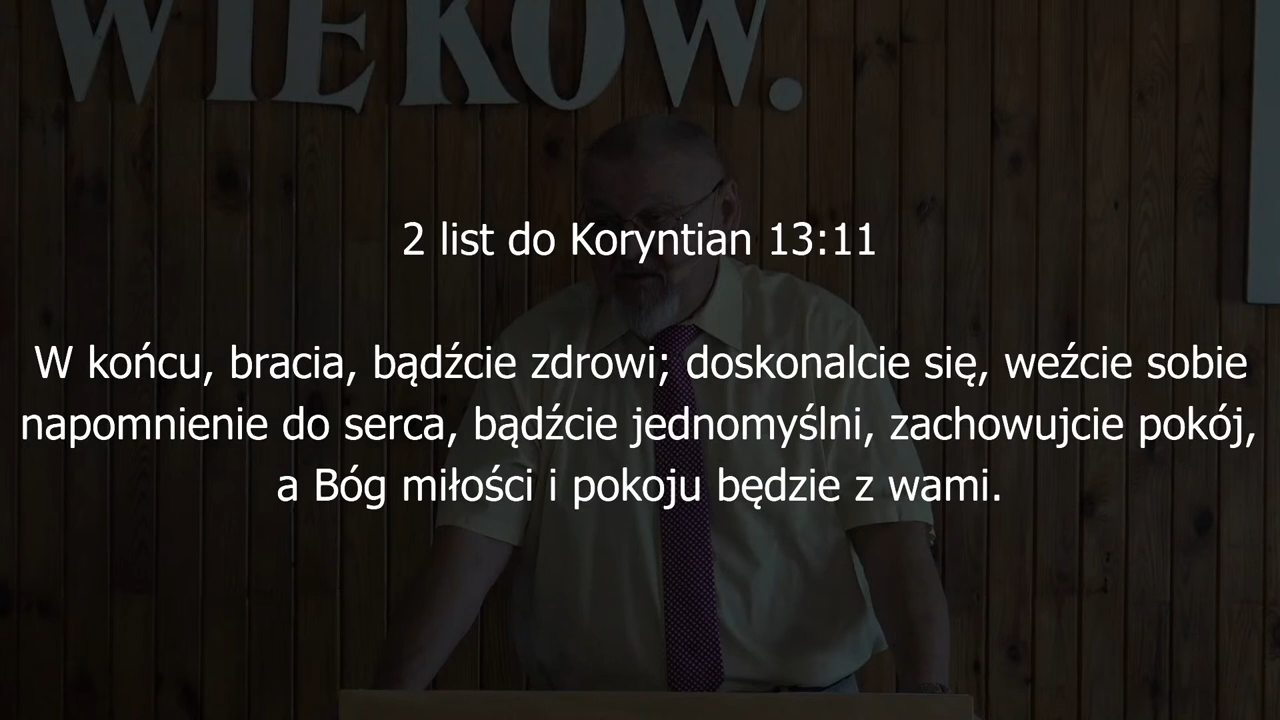 WIEKÓW.
2 list do Koryntian 13:11
W końcu, bracia, bądźcie zdrowi; doskonalcie się, weźcie sobie
napomnienie do serca, bądźcie jednomyślni, zachowujcie pokój,
a Bóg miłości i pokoju będzie z wami.